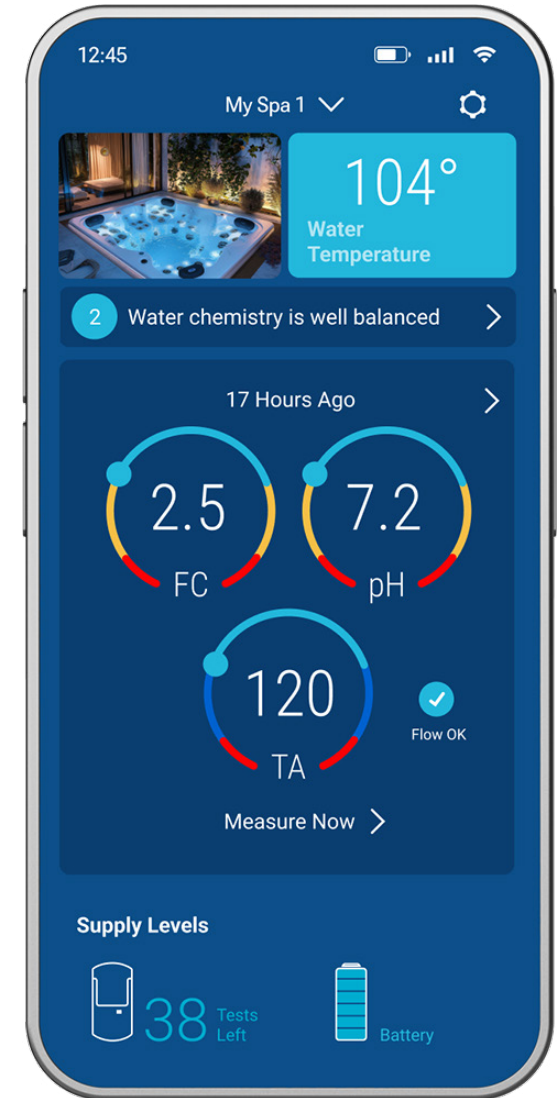 12:45
My Spa 1
104°
Water
Temperature
2 Water chemistry is well balanced
17 Hours Ago
2.5 7.2
FC pH
120
TA
Flow OK
Measure Now
Supply Levels
38 Tests
Left
Battery